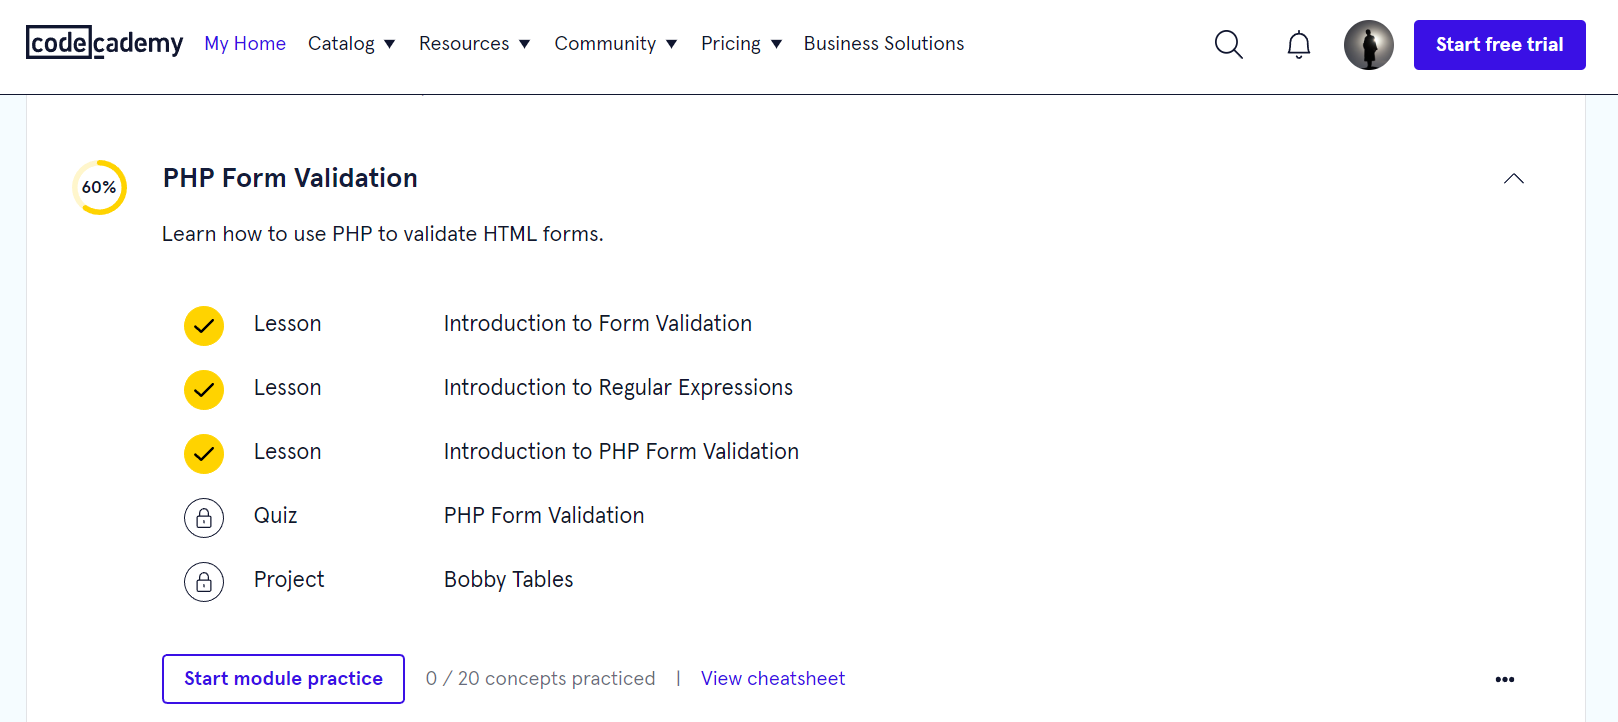 codecademy My Home Catalog ▼ Resources ▼ Community ▼ Pricing ▼ Business Solutions Start free trial
60% PHP Form Validation
Learn how to use PHP to validate HTML forms.
Lesson Introduction to Form Validation
Lesson Introduction to Regular Expressions
Lesson Introduction to PHP Form Validation
Quiz PHP Form Validation
Project Bobby Tables
Start module practice 0 / 20 concepts practiced | View cheatsheet •••